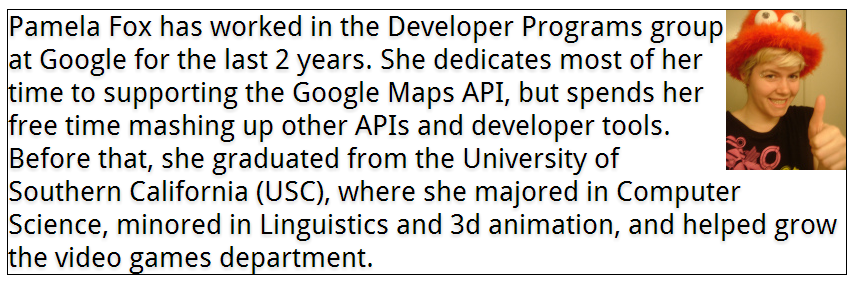 Pamela Fox has worked in the Developer Programs group
at Google for the last 2 years. She dedicates most of her
time to supporting the Google Maps API, but spends her
free time mashing up other APIs and developer tools.
Before that, she graduated from the University of
Southern California (USC), where she majored in Computer
Science, minored in Linguistics and 3d animation, and helped grow
the video games department.